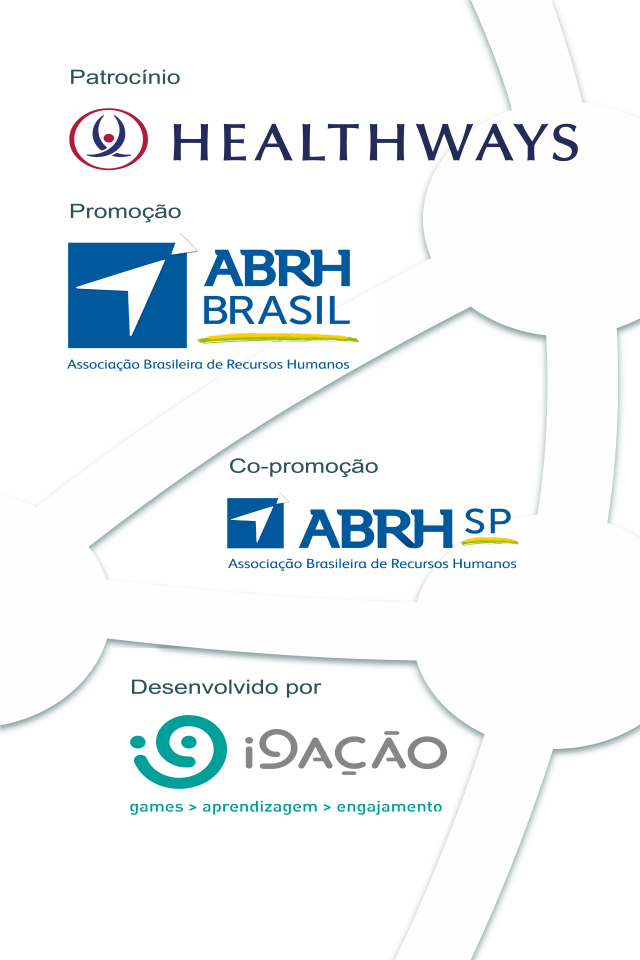 Patrocínio
HEALTHWAYS
Promoção
ABRH
BRASIL
Associação Brasileira de Recursos Humanos
Co-promoção
ABRH SP
Associação Brasileira de Recursos Humanos
Desenvolvido por
i9AÇÃO
games > aprendizagem > engajamento